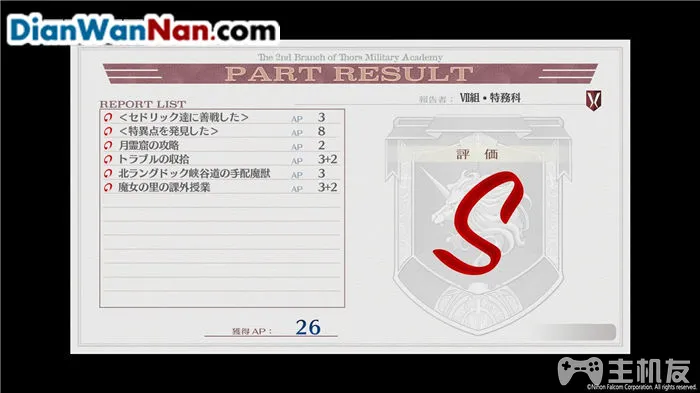 DianWanNan.com
The 2nd Branch of Thors Military Academy
PART RESULT
REPORT LIST
報告者： Ⅶ組・特務科
＜セドリック達に善戦した＞ AP 3
＜特異点を発見した＞ AP 8
月霊窟の攻略 AP 2
トラブルの収拾 AP 3+2
北ラングドック峡谷道の手配魔獣 AP 3
魔女の里の課外授業 AP 3+2
評価
S
獲得AP： 26
主机友
©Nihon Falcom Corporation. All rights reserved.